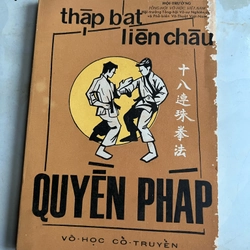 thập bát
liên châu
十八連珠拳法
QUYỀN PHÁP
VÕ-HỌC CỔ-TRUYỀN